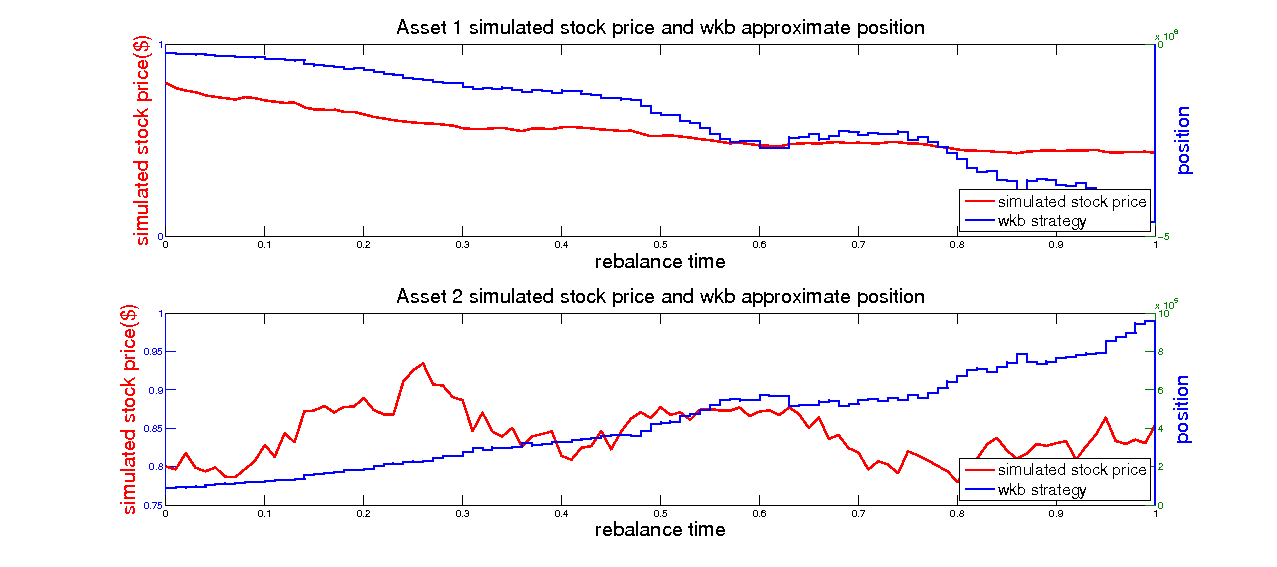 Asset 1 simulated stock price and wkb approximate position
simulated stock price($)
1
0
x 10⁶
0
-5
position
simulated stock price
wkb strategy
0 0.1 0.2 0.3 0.4 0.5 0.6 0.7 0.8 0.9 1
rebalance time
Asset 2 simulated stock price and wkb approximate position
simulated stock price($)
1
0.95
0.9
0.85
0.8
0.75
x 10⁵
10
8
6
4
2
0
position
simulated stock price
wkb strategy
0 0.1 0.2 0.3 0.4 0.5 0.6 0.7 0.8 0.9 1
rebalance time